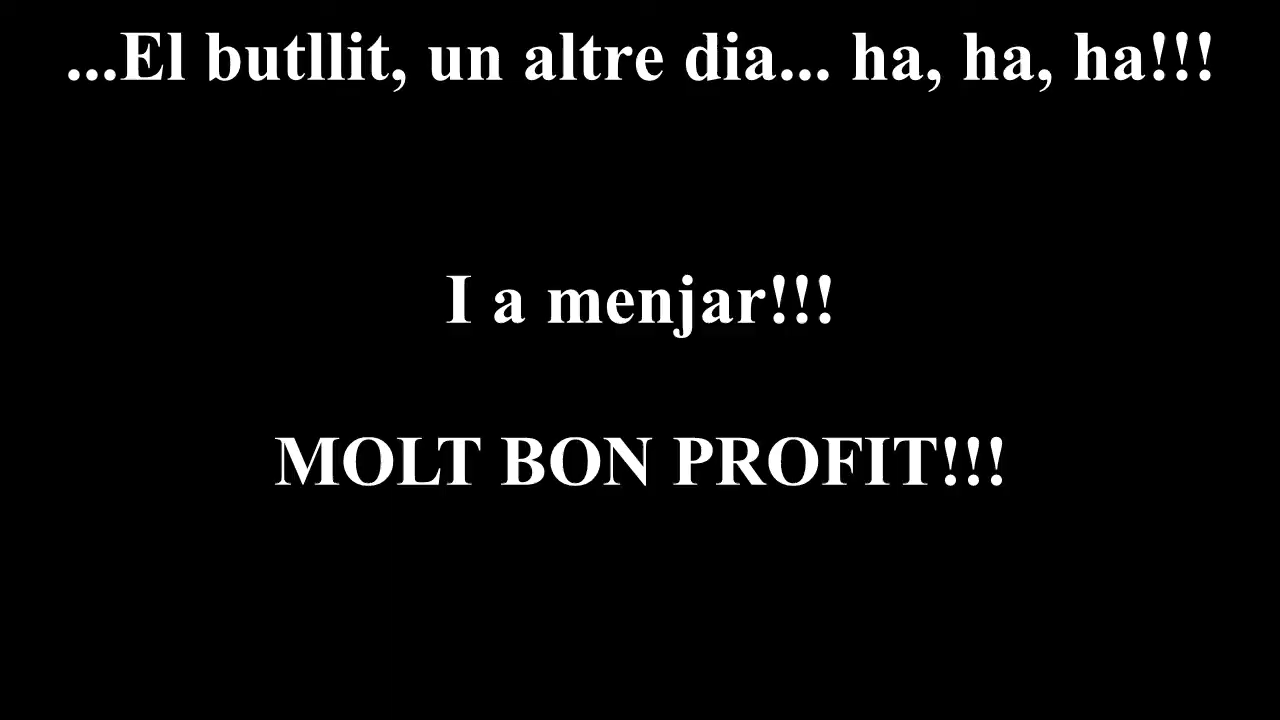 ...El butllit, un altre dia... ha, ha, ha!!!
I a menjar!!!
MOLT BON PROFIT!!!